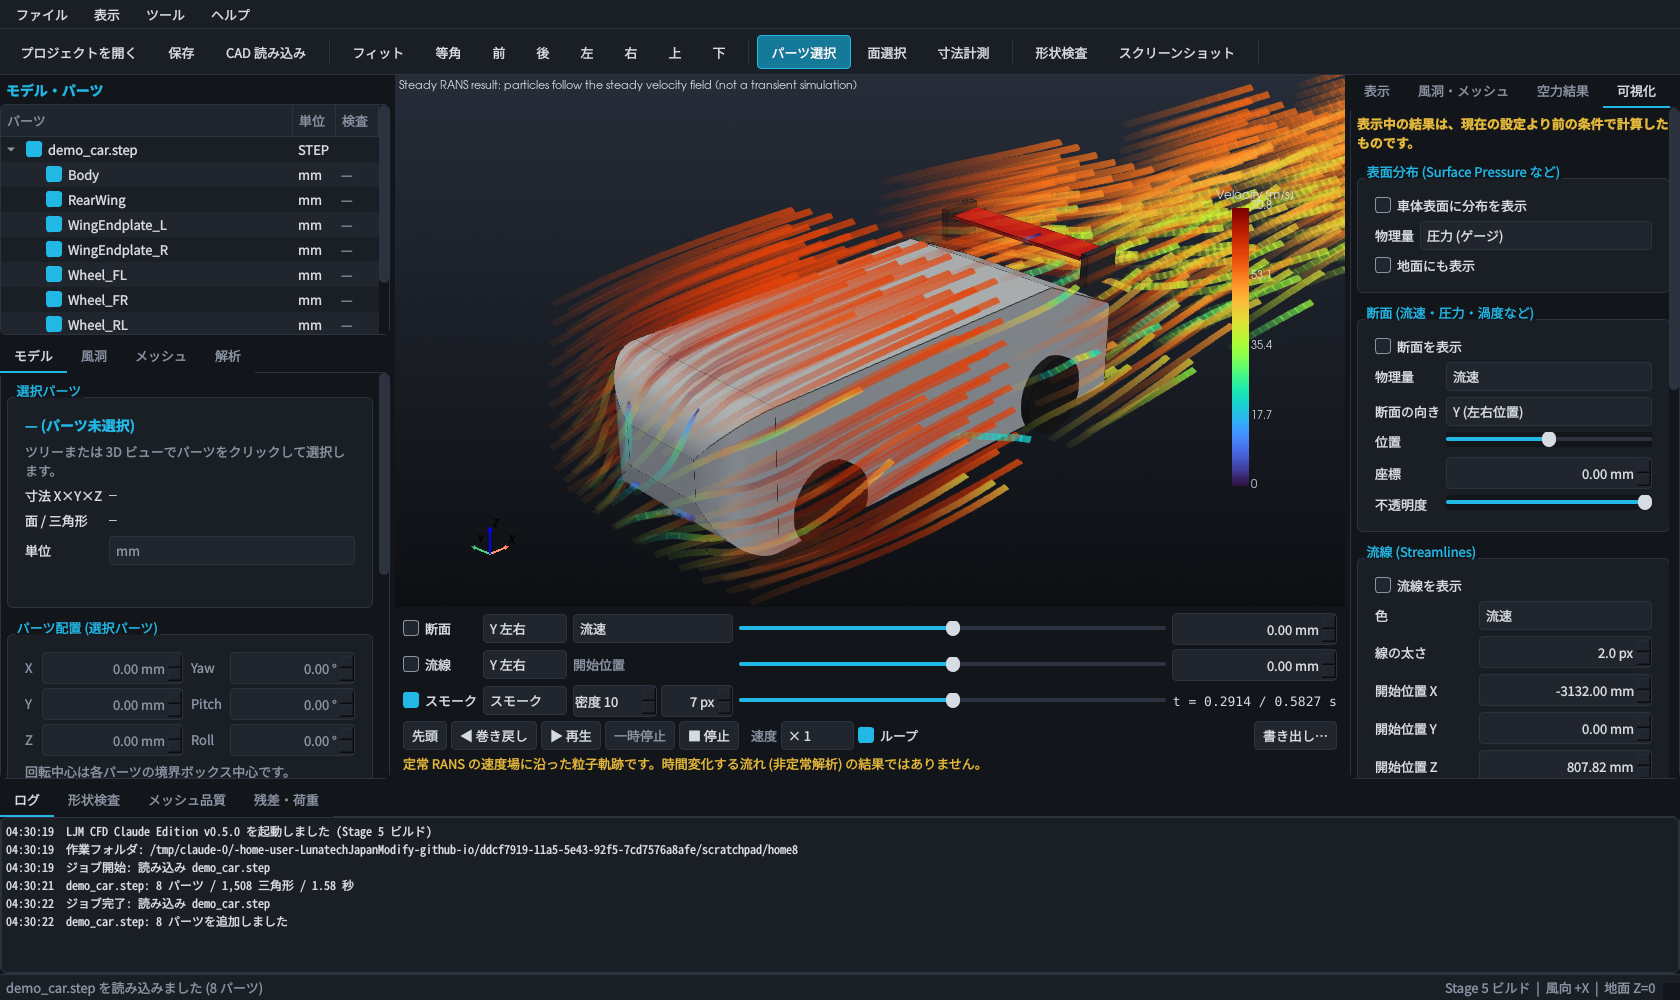 ファイル 表示 ツール ヘルプ
プロジェクトを開く 保存 CAD 読み込み フィット 等角 前 後 左 右 上 下 パーツ選択 面選択 寸法計測 形状検査 スクリーンショット
モデル・パーツ
パーツ 単位 検査
demo_car.step STEP
Body mm —
RearWing mm —
WingEndplate_L mm —
WingEndplate_R mm —
Wheel_FL mm —
Wheel_FR mm —
Wheel_RL mm —
モデル 風洞 メッシュ 解析
選択パーツ
— (パーツ未選択)
ツリーまたは 3D ビューでパーツをクリックして選択し
ます。
寸法 X×Y×Z —
面 / 三角形 —
単位 mm
パーツ配置 (選択パーツ)
X 0.00 mm Yaw 0.00 °
Y 0.00 mm Pitch 0.00 °
Z 0.00 mm Roll 0.00 °
回転中心は各パーツの境界ボックス中心です。
Steady RANS result: particles follow the steady velocity field (not a transient simulation)
Velocity (m/s)
70.8
53.1
35.4
17.7
0
Z
Y X
断面 Y 左右 流速 0.00 mm
流線 Y 左右 開始位置 0.00 mm
スモーク スモーク 密度 10 7 px t = 0.2914 / 0.5827 s
先頭 ◀ 巻き戻し ▶ 再生 一時停止 ■ 停止 速度 × 1 ループ 書き出し…
定常 RANS の速度場に沿った粒子軌跡です。時間変化する流れ (非定常解析) の結果ではありません。
表示 風洞・メッシュ 空力結果 可視化
表示中の結果は、現在の設定より前の条件で計算した
ものです。
表面分布 (Surface Pressure など)
車体表面に分布を表示
物理量 圧力 (ゲージ)
地面にも表示
断面 (流速・圧力・渦度など)
断面を表示
物理量 流速
断面の向き Y (左右位置)
位置
座標 0.00 mm
不透明度
流線 (Streamlines)
流線を表示
色 流速
線の太さ 2.0 px
開始位置 X -3132.00 mm
開始位置 Y 0.00 mm
開始位置 Z 807.82 mm
ログ 形状検査 メッシュ品質 残差・荷重
04:30:19 LJM CFD Claude Edition v0.5.0 を起動しました (Stage 5 ビルド)
04:30:19 作業フォルダ: /tmp/claude-0/-home-user-LunatechJapanModify-github-io/ddcf7919-11a5-5e43-92f5-7cd7576a8afe/scratchpad/home8
04:30:19 ジョブ開始: 読み込み demo_car.step
04:30:21 demo_car.step: 8 パーツ / 1,508 三角形 / 1.58 秒
04:30:22 ジョブ完了: 読み込み demo_car.step
04:30:22 demo_car.step: 8 パーツを追加しました
demo_car.step を読み込みました (8 パーツ) Stage 5 ビルド | 風向 +X | 地面 Z=0